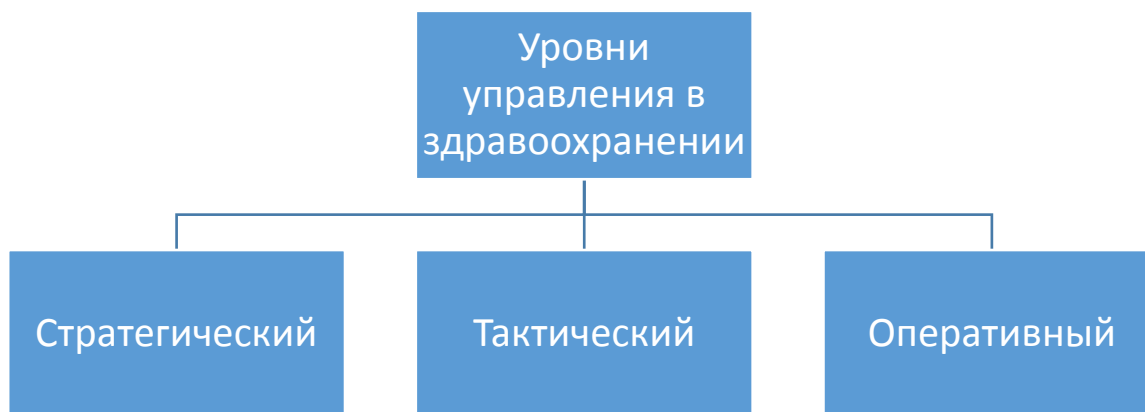 Уровни
управления в
здравоохранении
Стратегический
Тактический
Оперативный